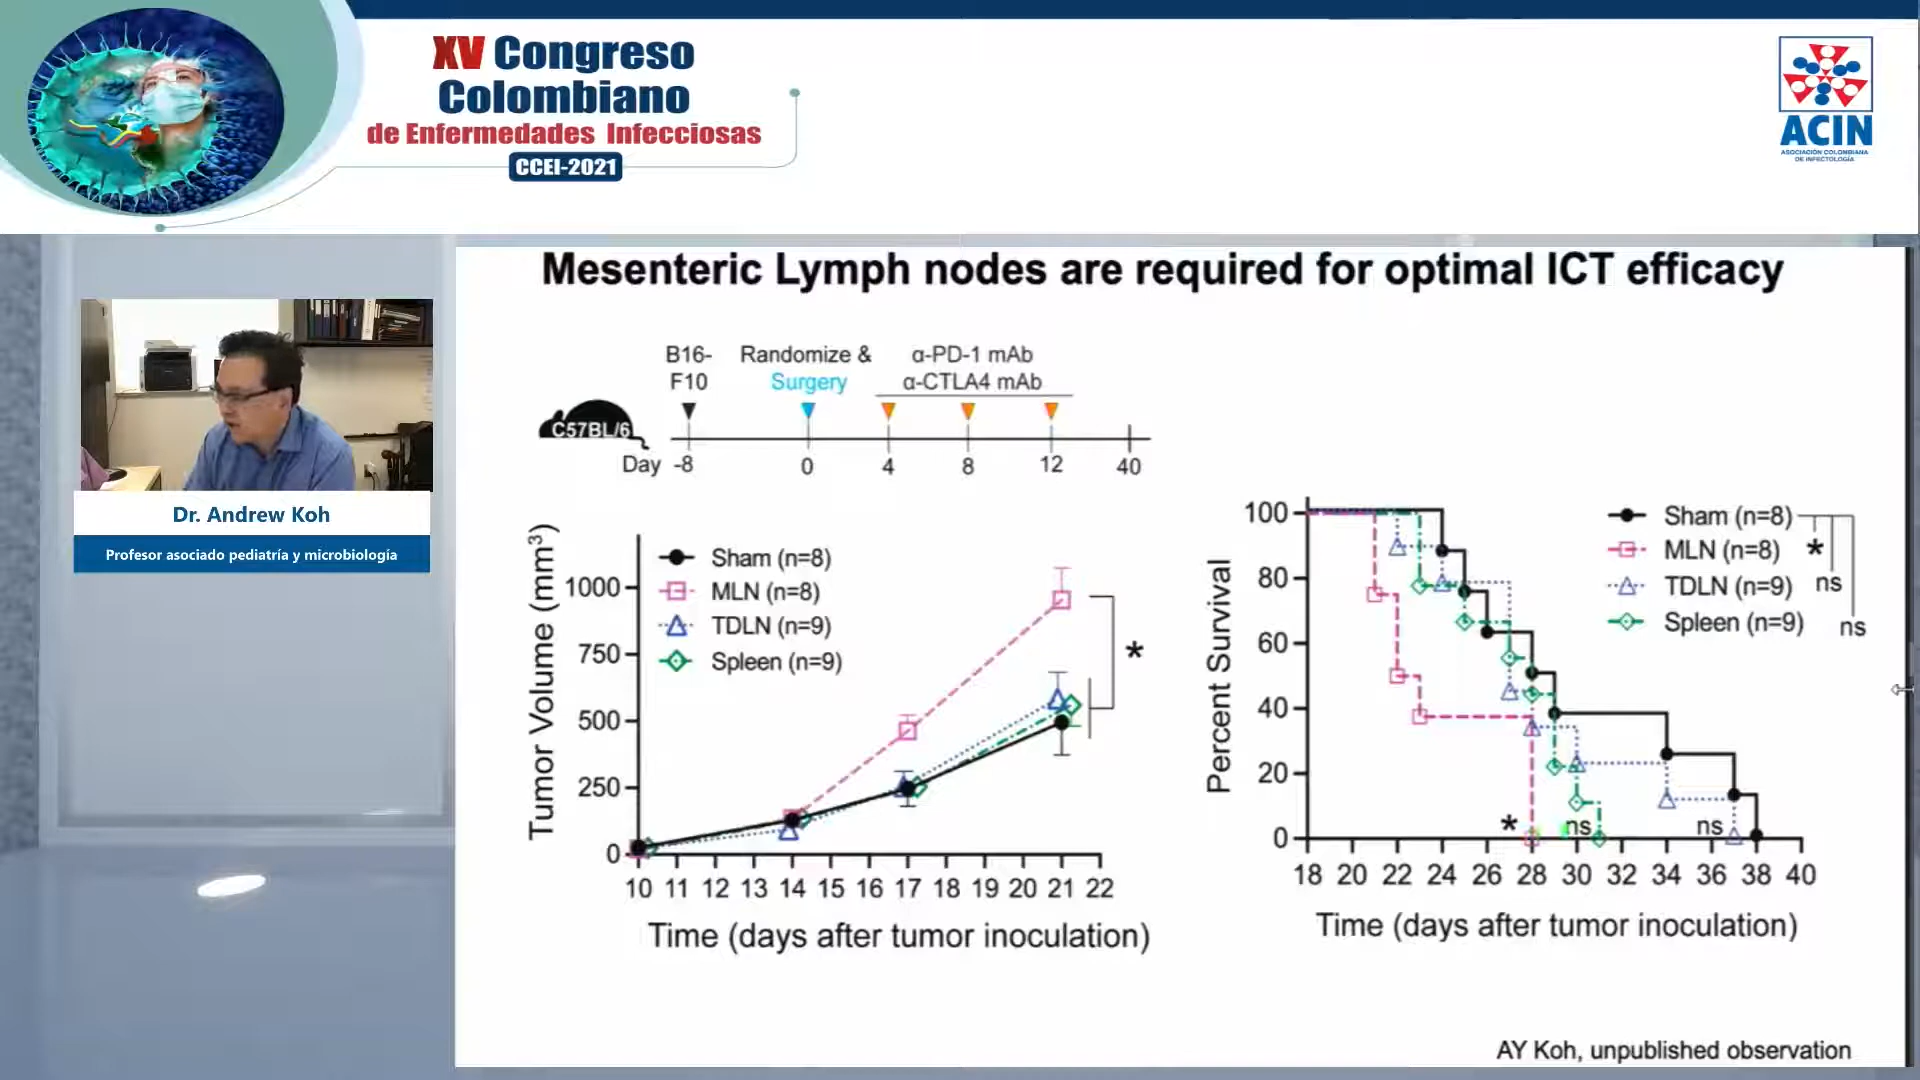 XV Congreso
Colombiano
de Enfermedades Infecciosas
CCEI-2021
ACIN
ASOCIACIÓN COLOMBIANA
DE INFECTOLOGÍA
Dr. Andrew Koh
Profesor asociado pediatría y microbiología
Mesenteric Lymph nodes are required for optimal ICT efficacy
B16-
F10
Randomize &
Surgery
α-PD-1 mAb
α-CTLA4 mAb
C57BL/6
Day -8 0 4 8 12 40
Tumor Volume (mm³)
1000
750
500
250
0
Sham (n=8)
MLN (n=8)
TDLN (n=9)
Spleen (n=9)
*
10 11 12 13 14 15 16 17 18 19 20 21 22
Time (days after tumor inoculation)
Percent Survival
100
80
60
40
20
0
Sham (n=8)
MLN (n=8) *
TDLN (n=9) ns
Spleen (n=9) ns
* ns ns
18 20 22 24 26 28 30 32 34 36 38 40
Time (days after tumor inoculation)
AY Koh, unpublished observation